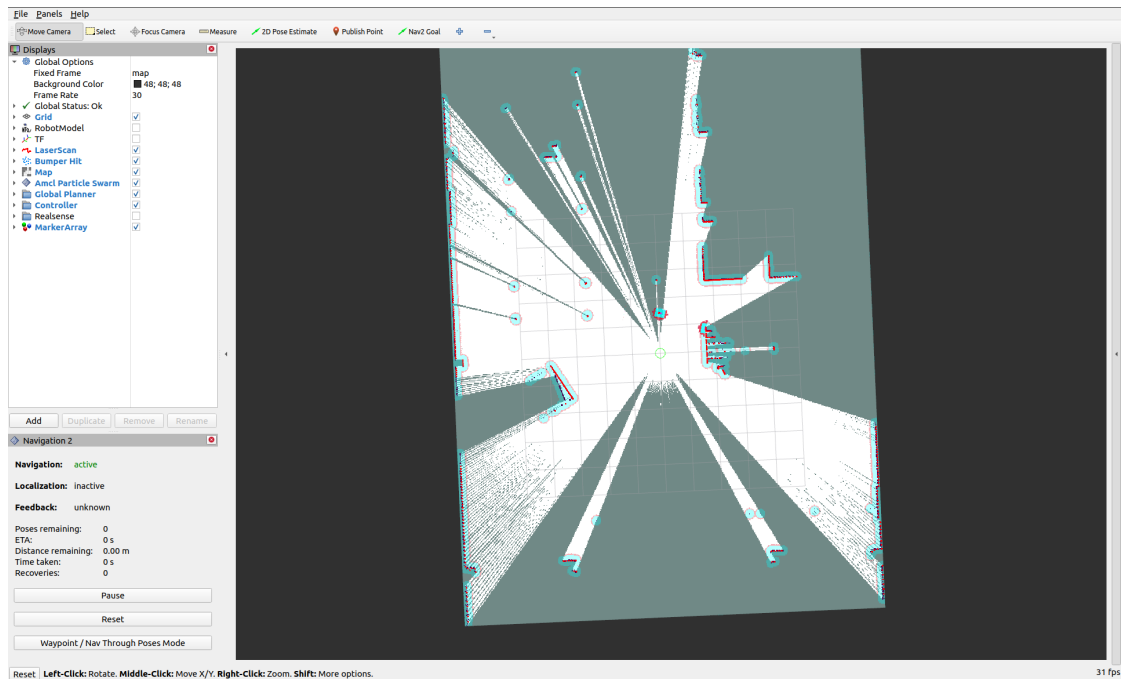 File Panels Help
Move Camera Select Focus Camera Measure 2D Pose Estimate Publish Point Nav2 Goal
Displays
Global Options
Fixed Frame map
Background Color 48; 48; 48
Frame Rate 30
Global Status: Ok
Grid
RobotModel
TF
LaserScan
Bumper Hit
Map
Amcl Particle Swarm
Global Planner
Controller
Realsense
MarkerArray
Add Duplicate Remove Rename
Navigation 2
Navigation: active
Localization: inactive
Feedback: unknown
Poses remaining: 0
ETA: 0 s
Distance remaining: 0.00 m
Time taken: 0 s
Recoveries: 0
Pause
Reset
Waypoint / Nav Through Poses Mode
Reset Left-Click: Rotate. Middle-Click: Move X/Y. Right-Click: Zoom. Shift: More options. 31 fps